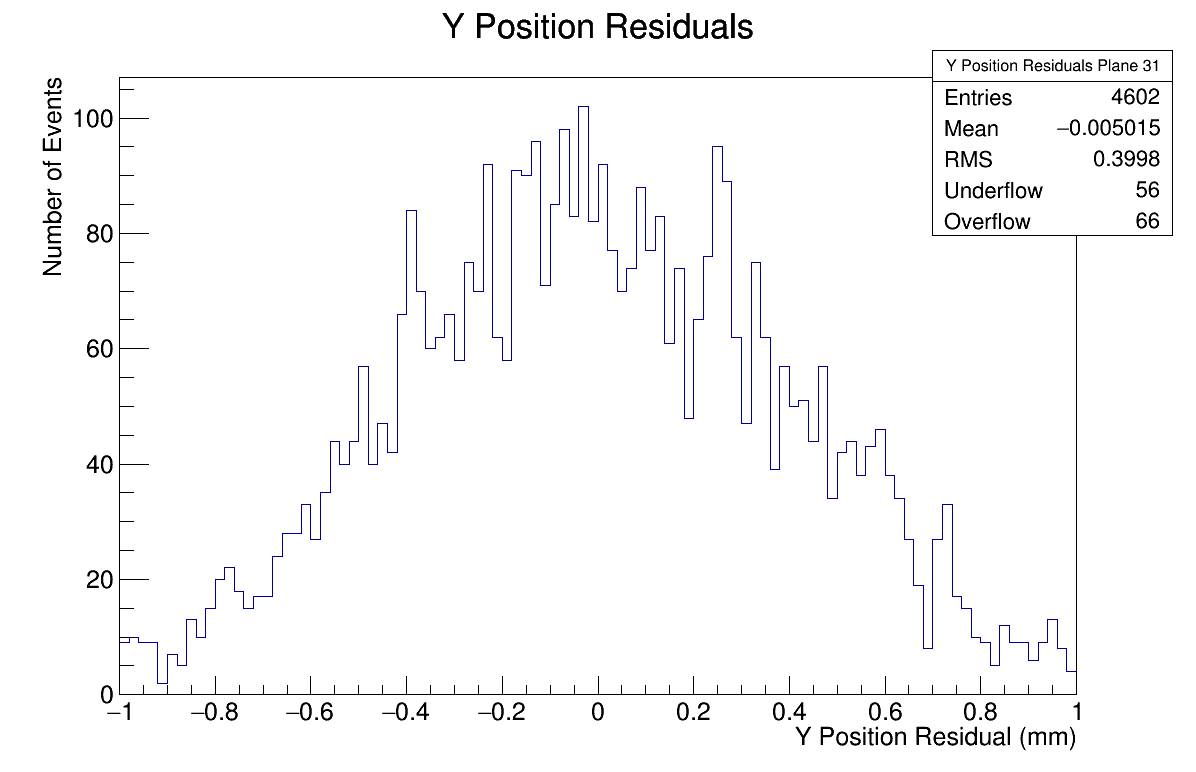 Y Position Residuals
Y Position Residuals Plane 31
Entries 4602
Mean −0.005015
RMS 0.3998
Underflow 56
Overflow 66
Number of Events
100
80
60
40
20
0
−1 −0.8 −0.6 −0.4 −0.2 0 0.2 0.4 0.6 0.8 1
Y Position Residual (mm)